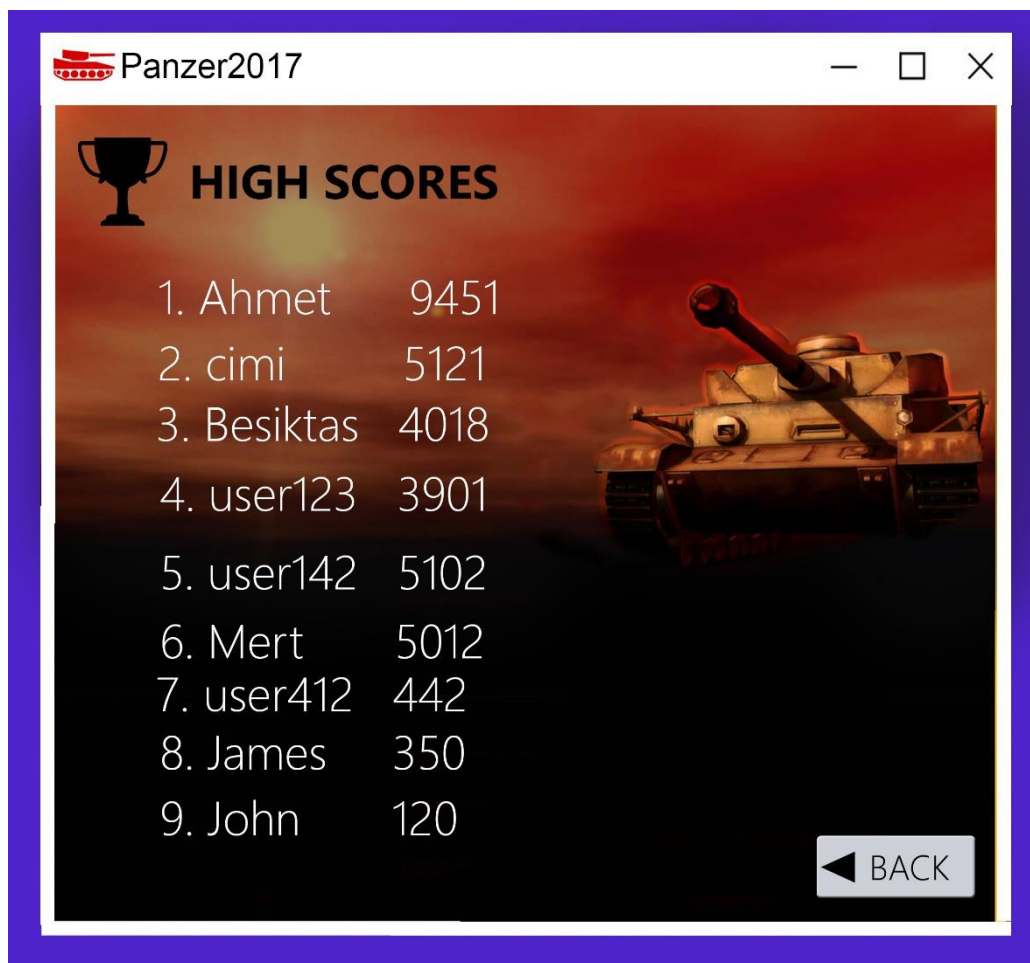 Panzer2017
HIGH SCORES
1. Ahmet 9451
2. cimi 5121
3. Besiktas 4018
4. user123 3901
5. user142 5102
6. Mert 5012
7. user412 442
8. James 350
9. John 120
BACK